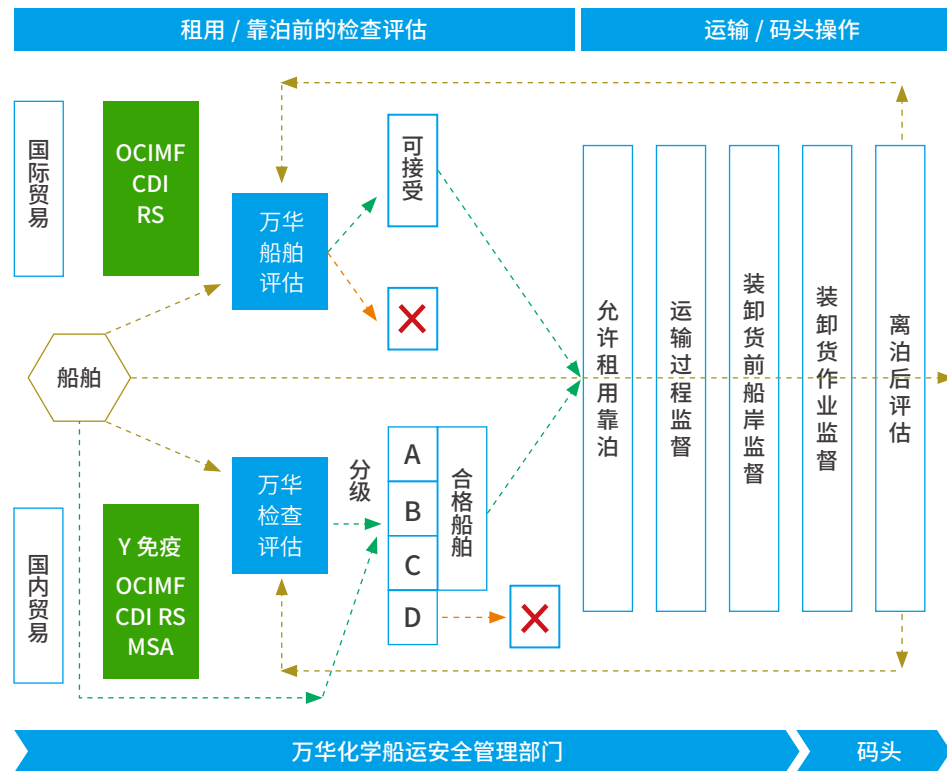 租用 / 靠泊前的检查评估
运输 / 码头操作
国际贸易
OCIMF
CDI
RS
万华
船舶
评估
可接受
船舶
国内贸易
Y 免疫
OCIMF
CDI RS
MSA
万华
检查
评估
分级
A
B
C
D
合格船舶
允许租用靠泊
运输过程监督
装卸货前船岸监督
装卸货作业监督
离泊后评估
万华化学船运安全管理部门
码头